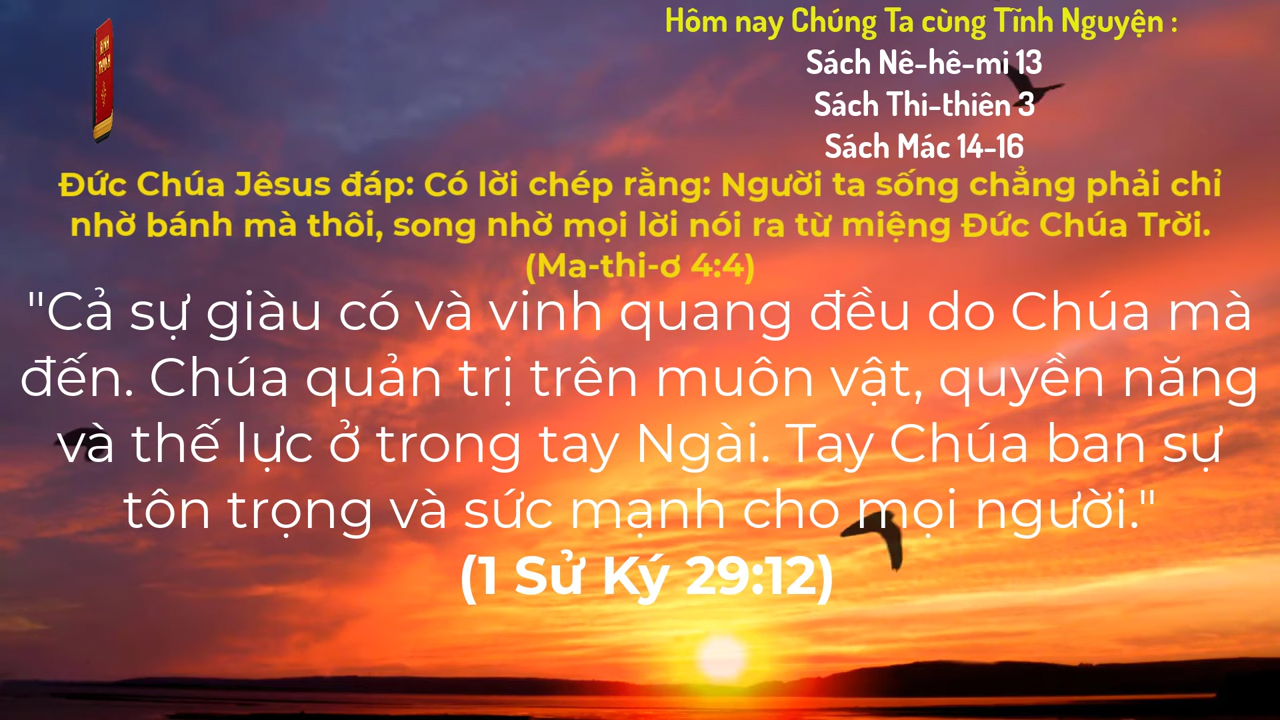 Hôm nay Chúng Ta cùng Tĩnh Nguyện :
Sách Nê-hê-mi 13
Sách Thi-thiên 3
Sách Mác 14-16
KINH
THÁNH
Đức Chúa Jêsus đáp: Có lời chép rằng: Người ta sống chẳng phải chỉ
nhờ bánh mà thôi, song nhờ mọi lời nói ra từ miệng Đức Chúa Trời.
(Ma-thi-ơ 4:4)
"Cả sự giàu có và vinh quang đều do Chúa mà
đến. Chúa quản trị trên muôn vật, quyền năng
và thế lực ở trong tay Ngài. Tay Chúa ban sự
tôn trọng và sức mạnh cho mọi người."
(1 Sử Ký 29:12)